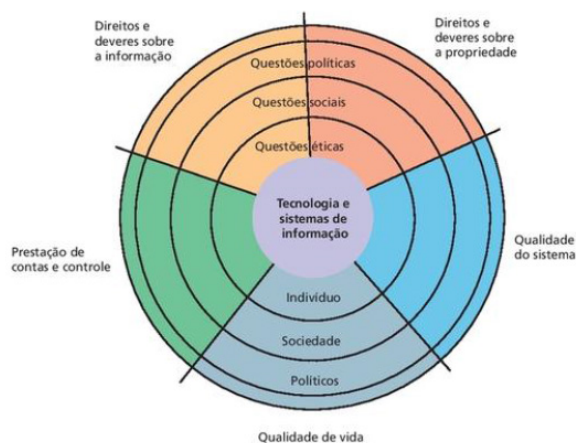 Direitos e
deveres sobre
a informação
Direitos e
deveres sobre
a propriedade
Questões políticas
Questões sociais
Questões éticas
Tecnologia e
sistemas de
informação
Prestação de
contas e controle
Qualidade
do sistema
Indivíduo
Sociedade
Políticos
Qualidade de vida